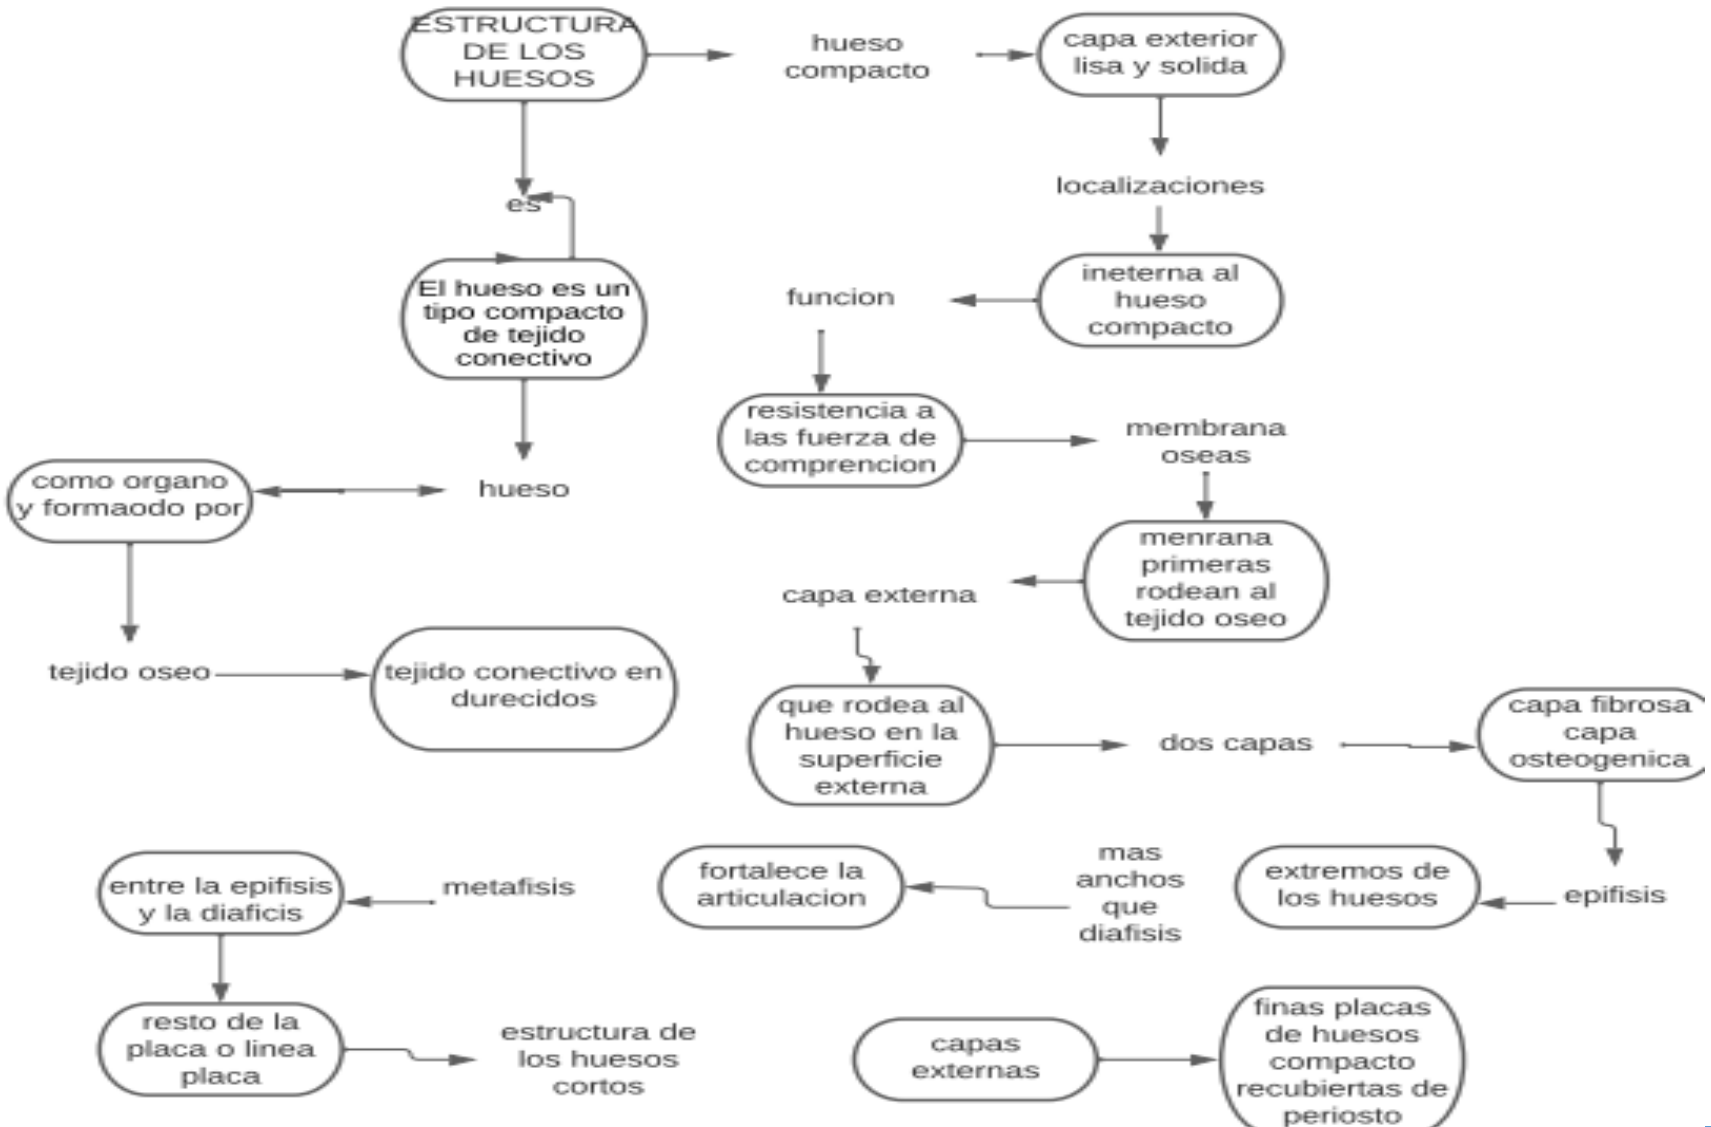 ESTRUCTURA
DE LOS
HUESOS
hueso
compacto
capa exterior
lisa y solida
es
localizaciones
El hueso es un
tipo compacto
de tejido
conectivo
ineterna al
hueso
compacto
funcion
resistencia a
las fuerza de
comprencion
membrana
oseas
como organo
y formaodo por
hueso
menrana
primeras
rodean al
tejido oseo
capa externa
tejido oseo
tejido conectivo en
durecidos
que rodea al
hueso en la
superficie
externa
dos capas
capa fibrosa
capa
osteogenica
entre la epifisis
y la diaficis
metafisis
fortalece la
articulacion
mas
anchos
que
diafisis
extremos de
los huesos
epifisis
resto de la
placa o linea
placa
estructura de
los huesos
cortos
capas
externas
finas placas
de huesos
compacto
recubiertas de
periosto